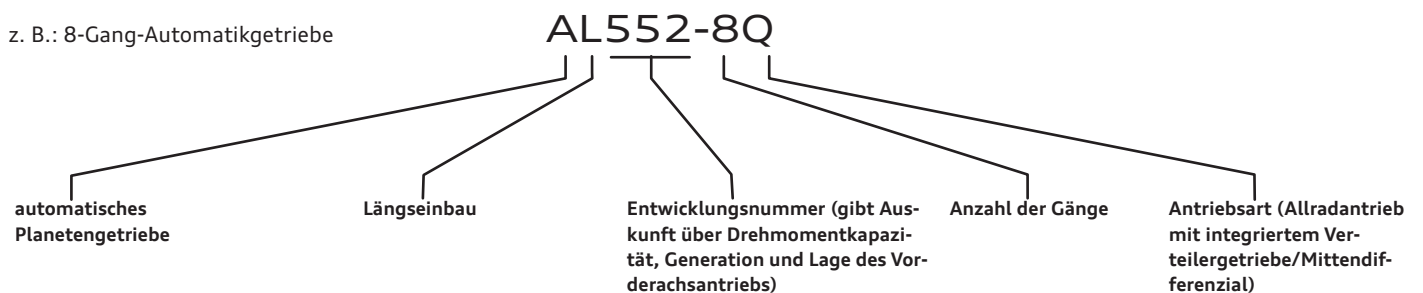 z. B.: 8-Gang-Automatikgetriebe
AL552-8Q
automatisches
Planetengetriebe
Längseinbau
Entwicklungsnummer (gibt Aus-
kunft über Drehmomentkapazi-
tät, Generation und Lage des Vor-
derachsantriebs)
Anzahl der Gänge
Antriebsart (Allradantrieb
mit integriertem Ver-
teilergetriebe/Mittendif-
ferenzial)